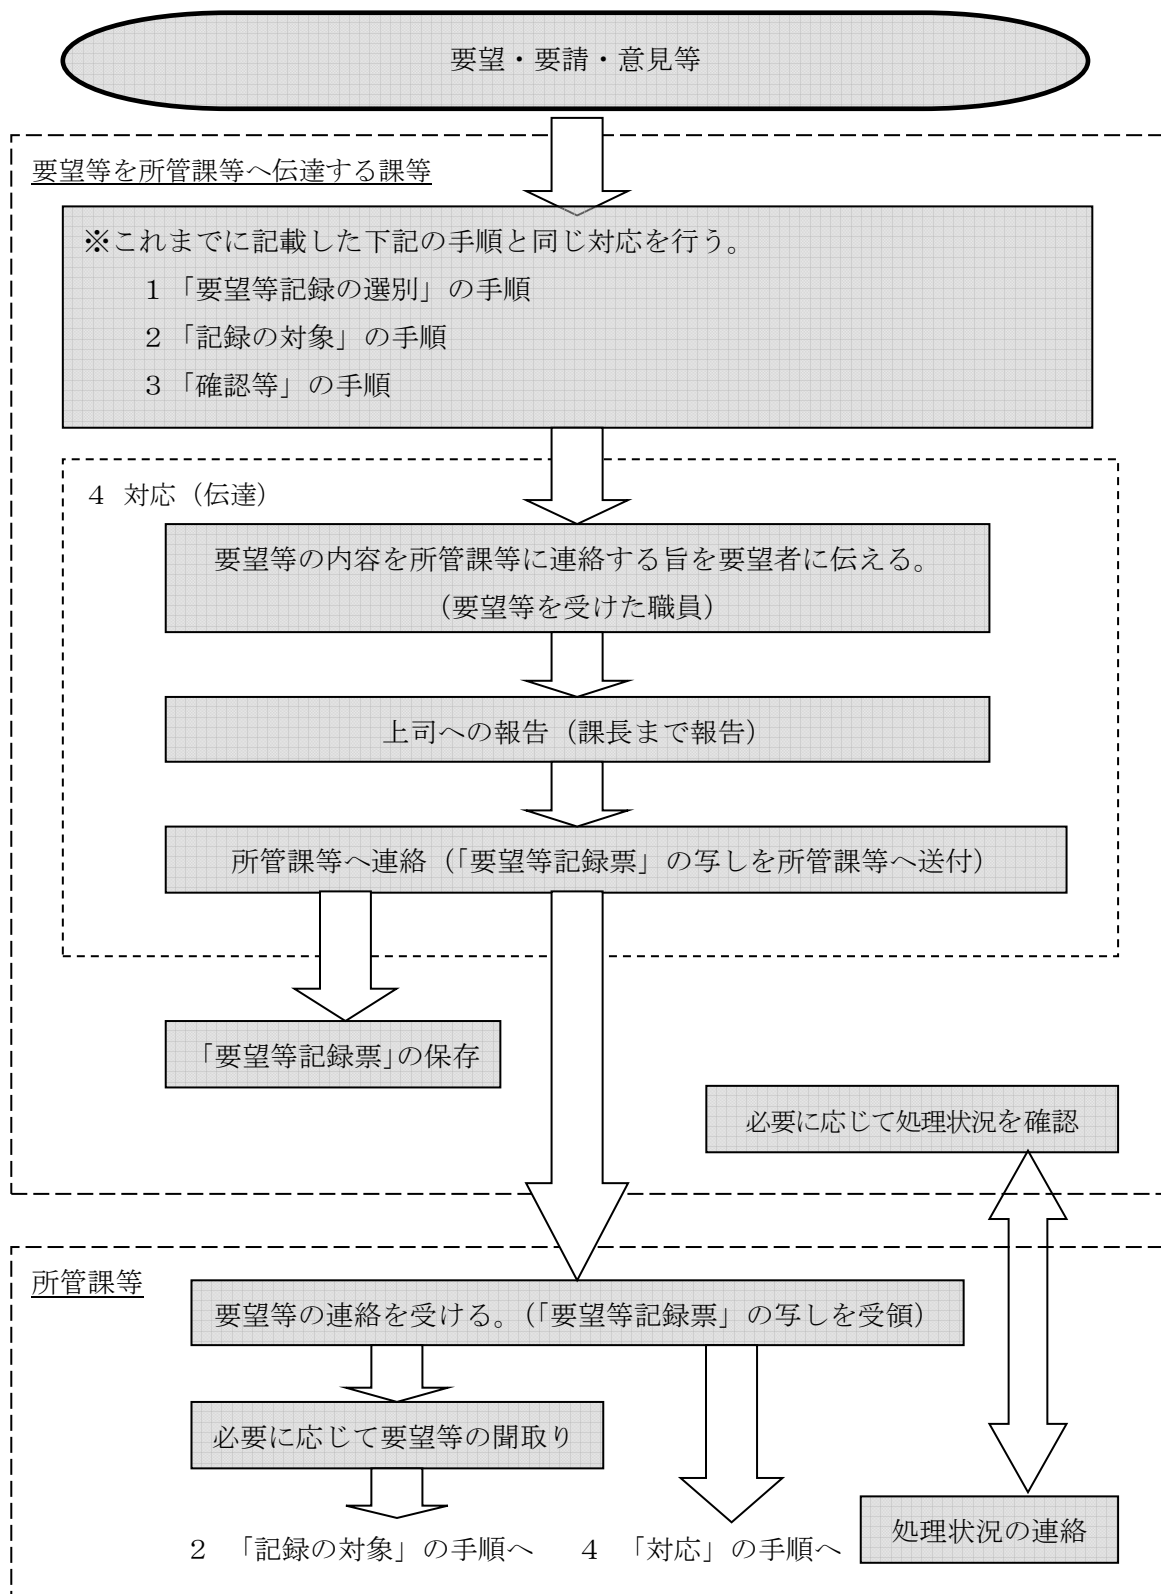 要望・要請・意見等
要望等を所管課等へ伝達する課等
※これまでに記載した下記の手順と同じ対応を行う。
1 「要望等記録の選別」の手順
2 「記録の対象」の手順
3 「確認等」の手順
4 対応（伝達）
要望等の内容を所管課等に連絡する旨を要望者に伝える。
（要望等を受けた職員）
上司への報告（課長まで報告）
所管課等へ連絡（「要望等記録票」の写しを所管課等へ送付）
「要望等記録票」の保存
必要に応じて処理状況を確認
所管課等
要望等の連絡を受ける。（「要望等記録票」の写しを受領）
必要に応じて要望等の聞取り
2 「記録の対象」の手順へ
4 「対応」の手順へ
処理状況の連絡